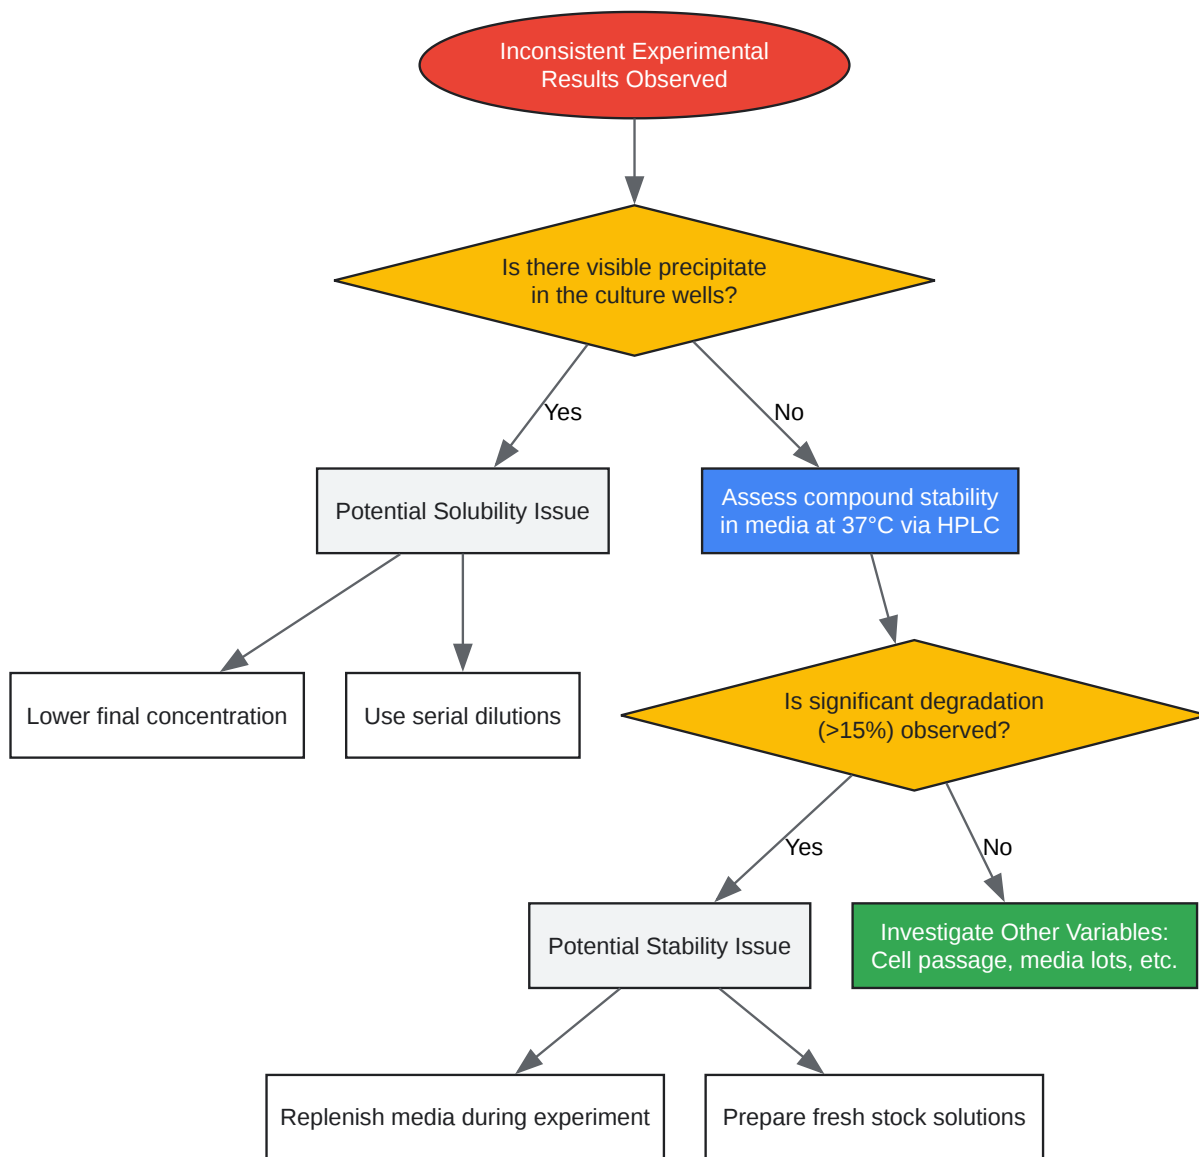 Inconsistent Experimental
Results Observed
Is there visible precipitate
in the culture wells?
Yes
No
Potential Solubility Issue
Assess compound stability
in media at 37°C via HPLC
Lower final concentration
Use serial dilutions
Is significant degradation
(>15%) observed?
Yes
No
Potential Stability Issue
Investigate Other Variables:
Cell passage, media lots, etc.
Replenish media during experiment
Prepare fresh stock solutions